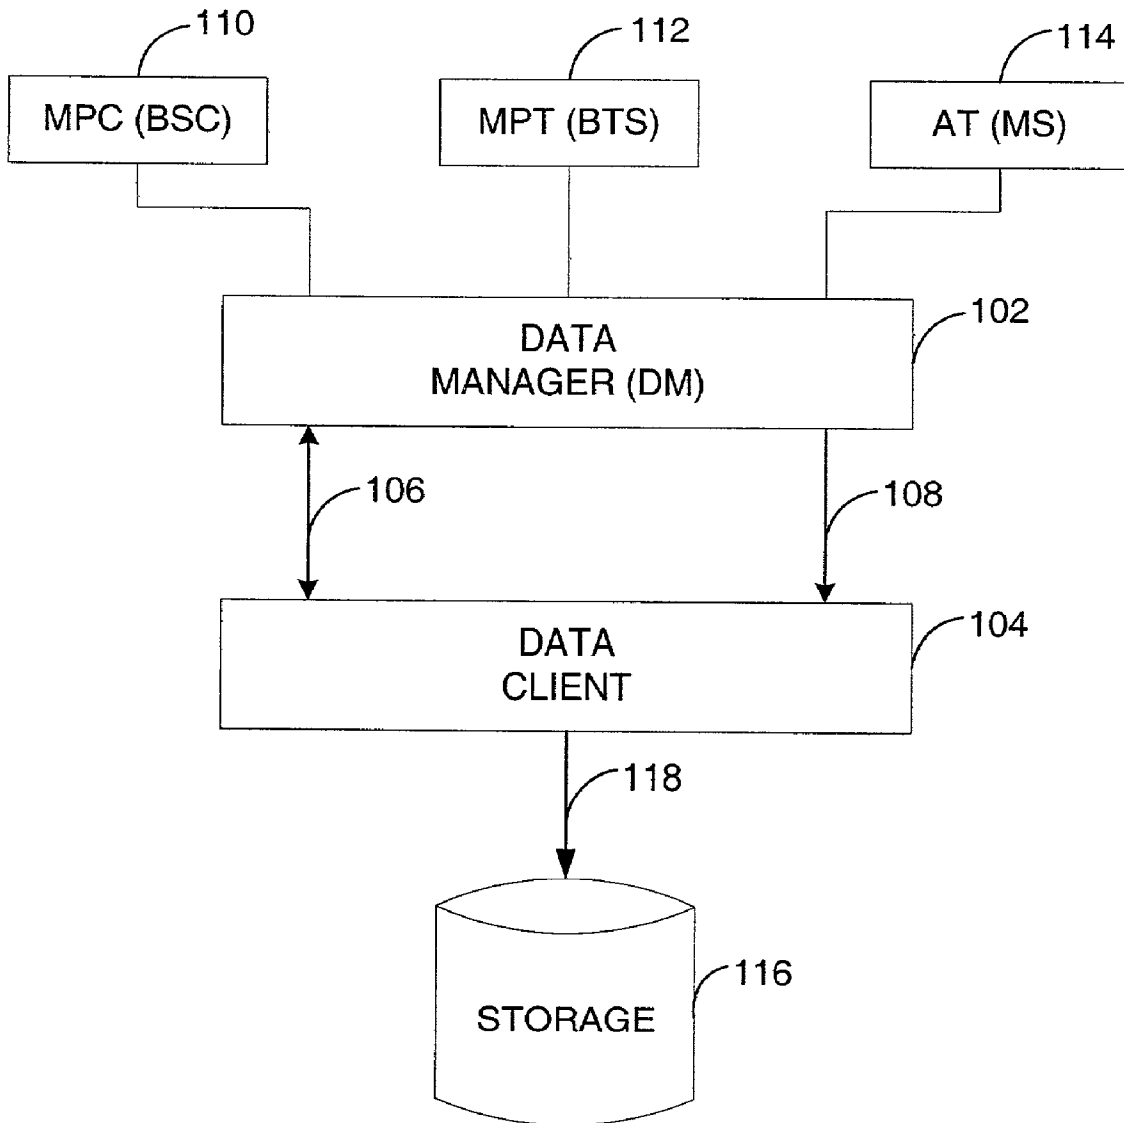 110
112
114
MPC (BSC)
MPT (BTS)
AT (MS)
102
DATA
MANAGER (DM)
106
108
104
DATA
CLIENT
118
116
STORAGE